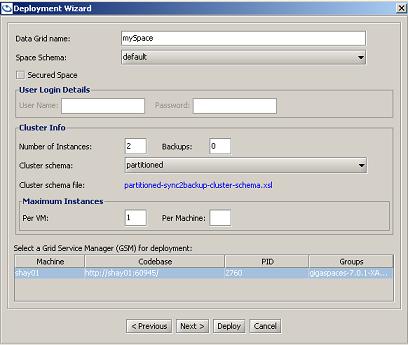 Deployment Wizard
Data Grid name: mySpace
Space Schema: default
Secured Space
User Login Details
User Name: Password:
Cluster Info
Number of Instances: 2 Backups: 0
Cluster schema: partitioned
Cluster schema file: partitioned-sync2backup-cluster-schema.xsl
Maximum Instances
Per VM: 1 Per Machine:
Select a Grid Service Manager (GSM) for deployment:
Machine Codebase PID Groups
shay01 http://shay01:60945/ 2760 gigaspaces-7.0.1-XA...
< Previous Next > Deploy Cancel